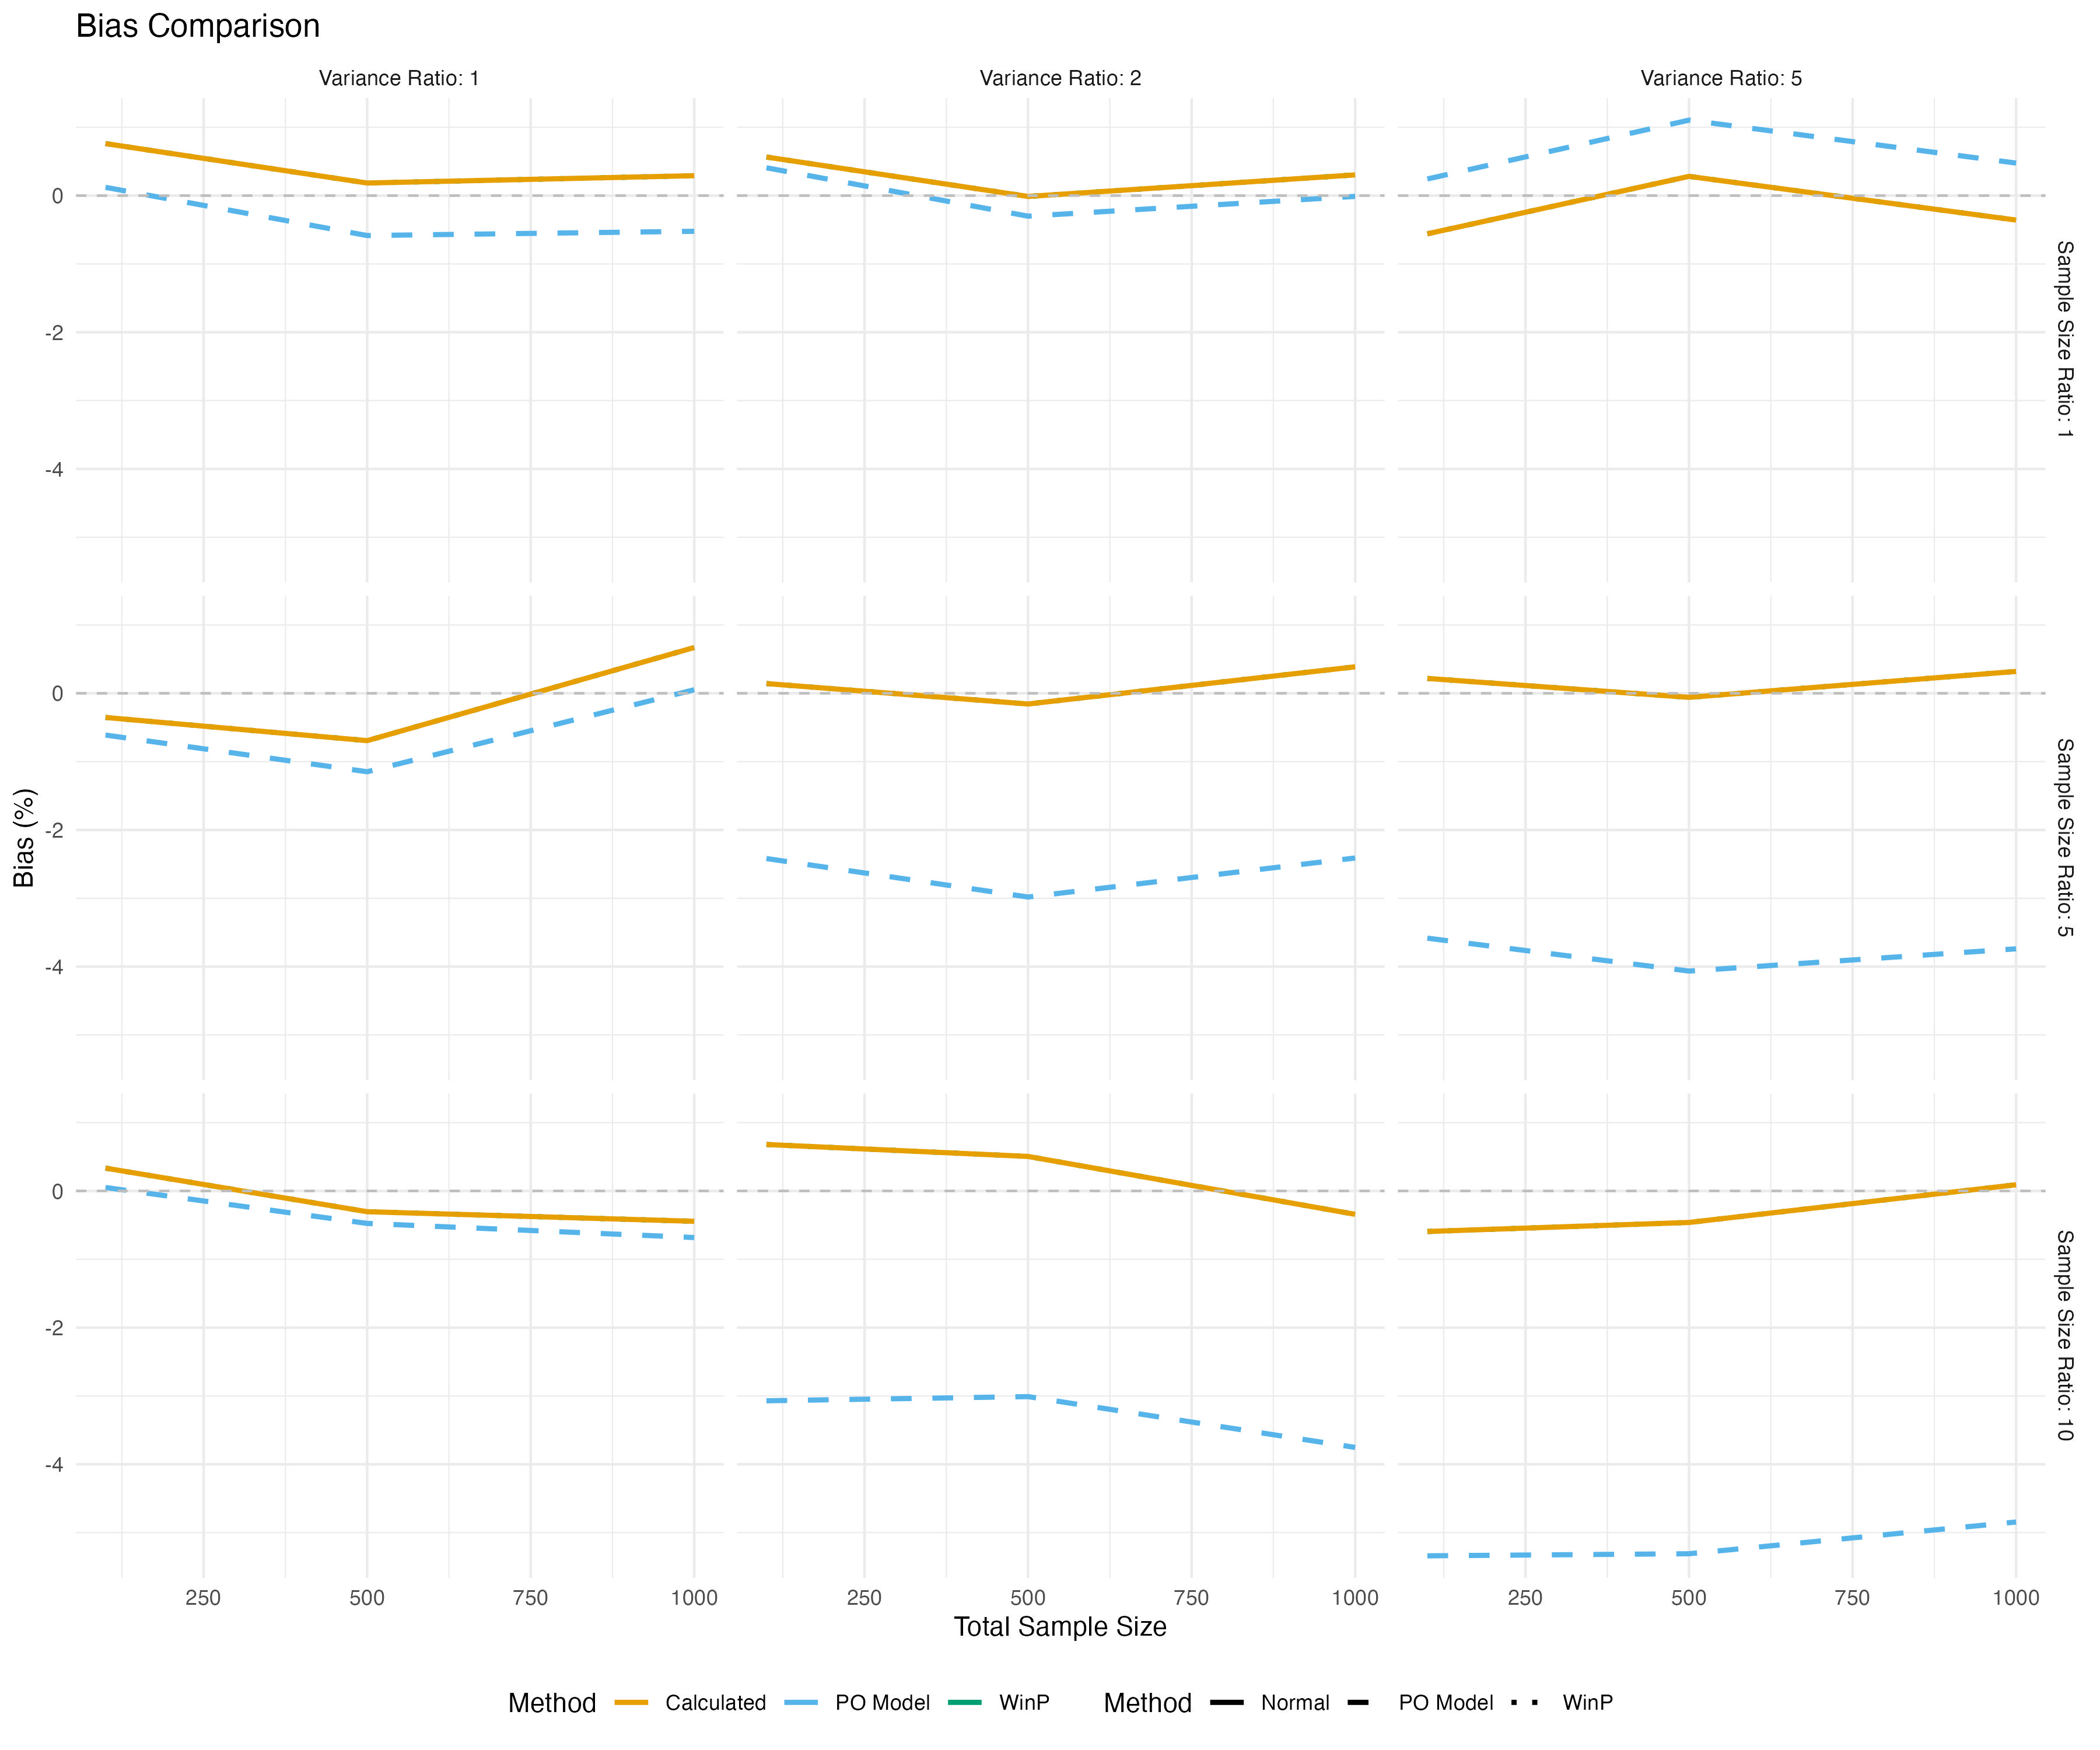 Bias Comparison
Variance Ratio: 1
Variance Ratio: 2
Variance Ratio: 5
0
-2
-4
Sample Size Ratio: 1
0
-2
-4
Sample Size Ratio: 5
0
-2
-4
Sample Size Ratio: 10
Bias (%)
250 500 750 1000
250 500 750 1000
250 500 750 1000
Total Sample Size
Method Calculated PO Model WinP
Method Normal PO Model WinP